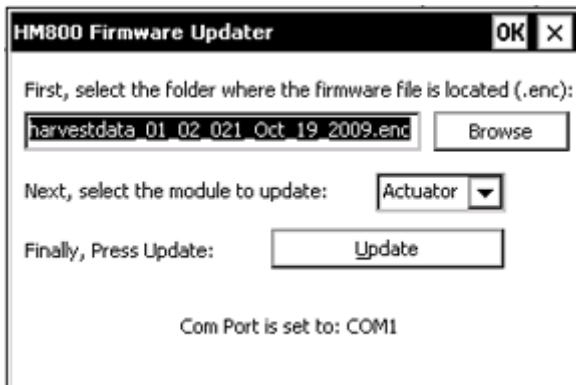 HM800 Firmware Updater OK ×
First, select the folder where the firmware file is located (.enc):
harvestdata_01_02_021_Oct_19_2009.enc Browse
Next, select the module to update: Actuator
Finally, Press Update: Update
Com Port is set to: COM1